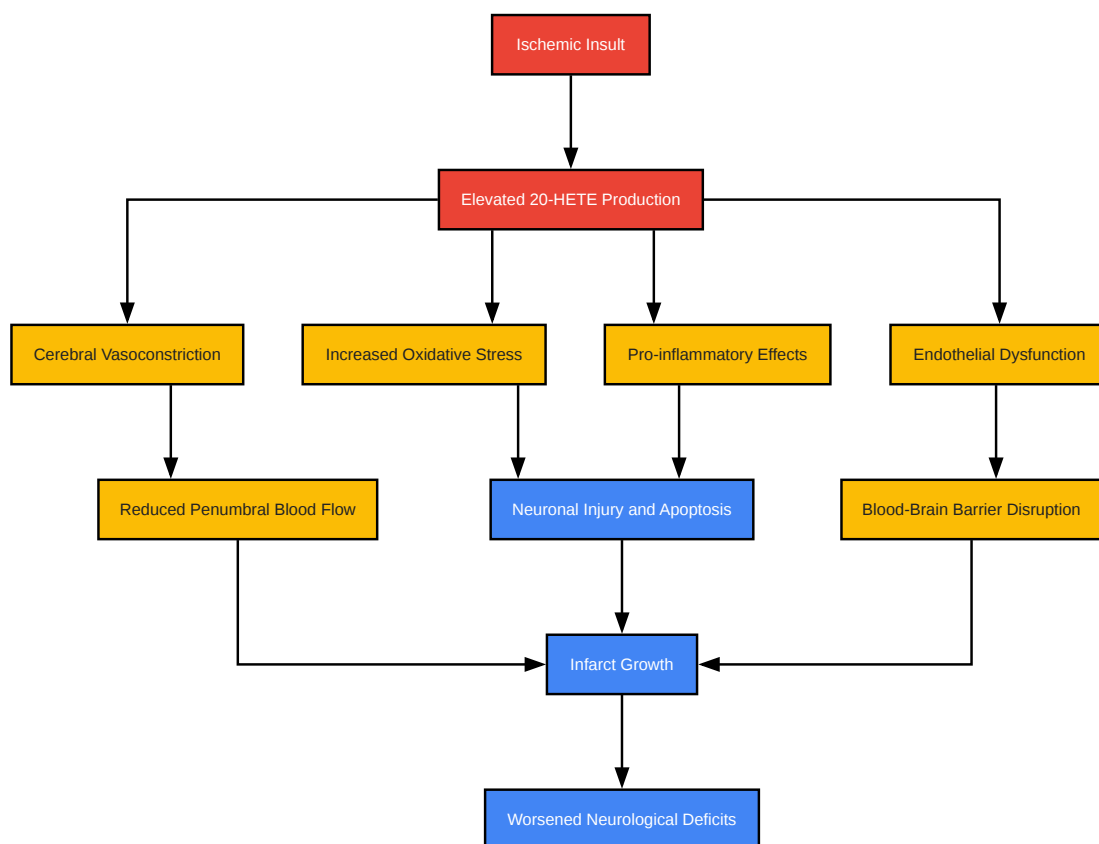 Ischemic Insult
Elevated 20-HETE Production
Cerebral Vasoconstriction
Increased Oxidative Stress
Pro-inflammatory Effects
Endothelial Dysfunction
Reduced Penumbral Blood Flow
Neuronal Injury and Apoptosis
Blood-Brain Barrier Disruption
Infarct Growth
Worsened Neurological Deficits